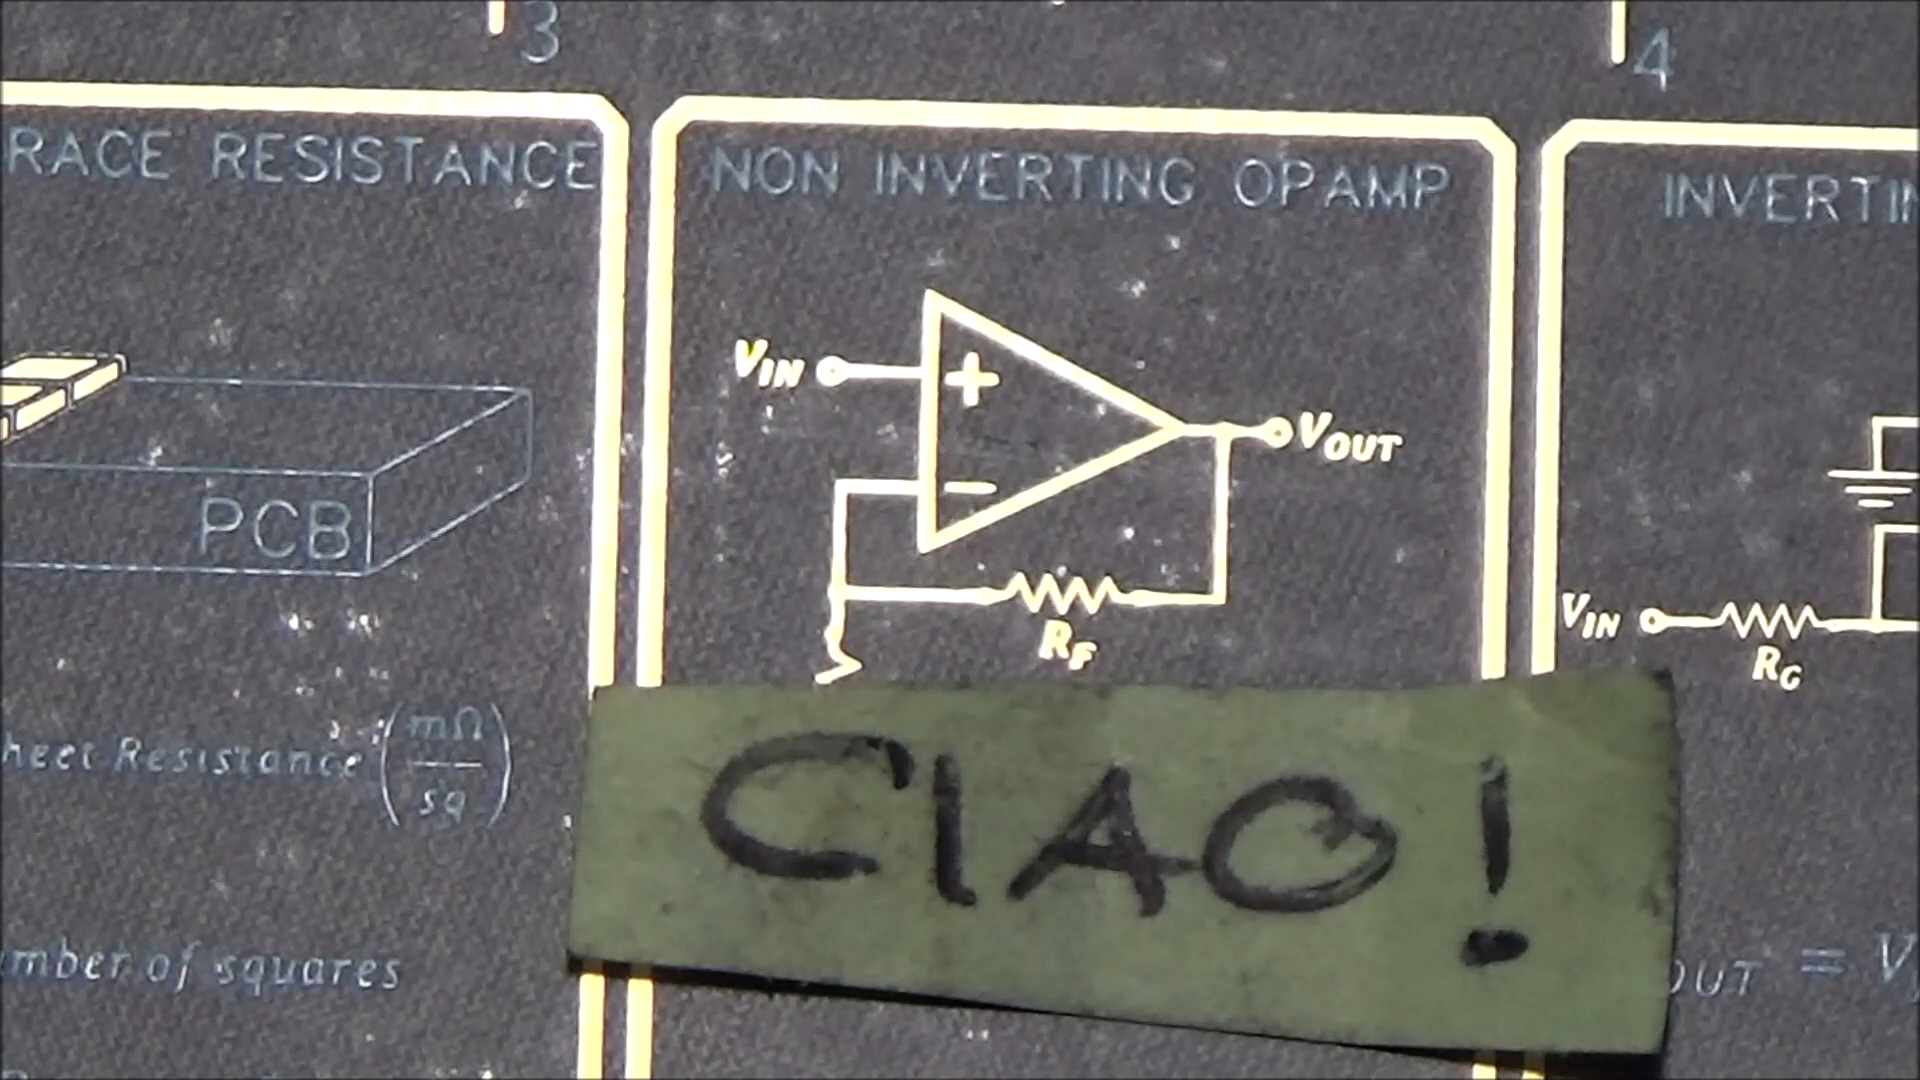 3
4
RACE RESISTANCE
PCB
heet Resistance (mΩ/sq)
mber of squares
NON INVERTING OPAMP
VIN
+
−
VOUT
RF
CIAO!
INVERTIN
VIN
RG
OUT = V